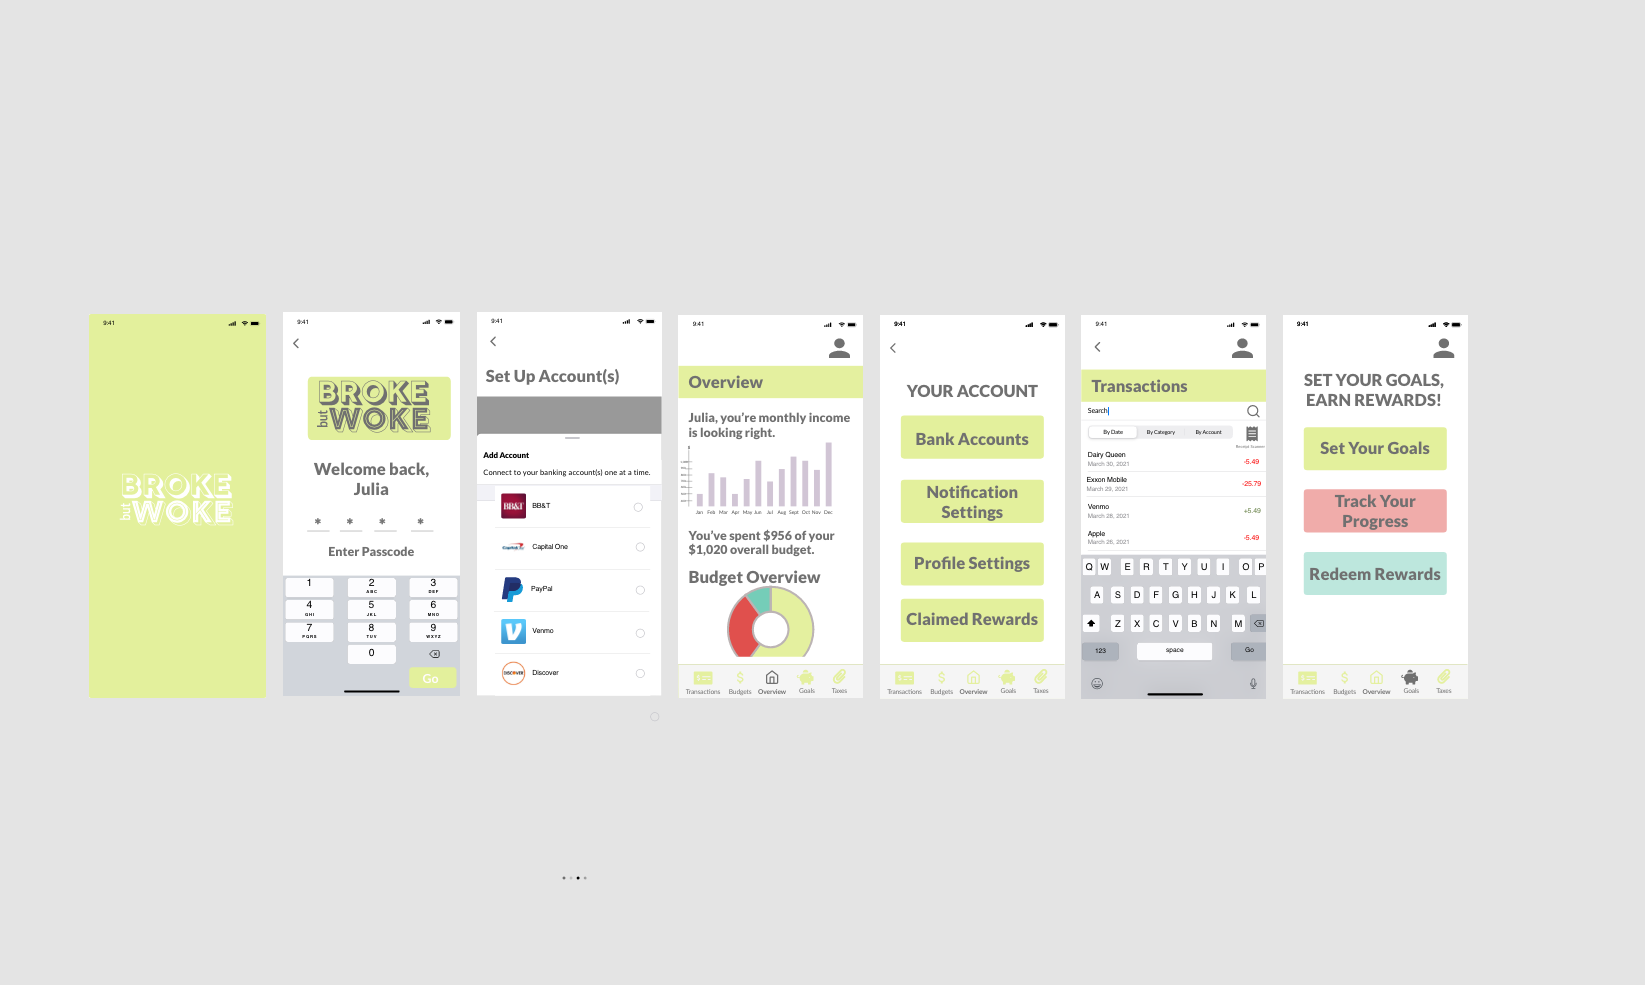 9:41
BROKE
but WOKE
9:41
BROKE
but WOKE
Welcome back,
Julia
* * * *
Enter Passcode
1 2 3
ABC DEF
4 5 6
GHI JKL MNO
7 8 9
PQRS TUV WXYZ
0
Go
9:41
Set Up Account(s)
Add Account
Connect to your banking account(s) one at a time.
BB&T BB&T
Capital One Capital One
PayPal
Venmo
DISCOVER Discover
9:41
Overview
Julia, you’re monthly income
is looking right.
$
Jan Feb Mar Apr May Jun Jul Aug Sept Oct Nov Dec
You’ve spent $956 of your
$1,020 overall budget.
Budget Overview
Transactions Budgets Overview Goals Taxes
9:41
YOUR ACCOUNT
Bank Accounts
Notification
Settings
Profile Settings
Claimed Rewards
Transactions Budgets Overview Goals Taxes
9:41
Transactions
Search
By Date By Category By Account
Receipt Scanner
Dairy Queen
March 30, 2021 -5.49
Exxon Mobile
March 29, 2021 -25.79
Venmo
March 28, 2021 +5.49
Apple
March 26, 2021 -5.49
Q W E R T Y U I O P
A S D F G H J K L
Z X C V B N M
123 space Go
9:41
SET YOUR GOALS,
EARN REWARDS!
Set Your Goals
Track Your
Progress
Redeem Rewards
Transactions Budgets Overview Goals Taxes